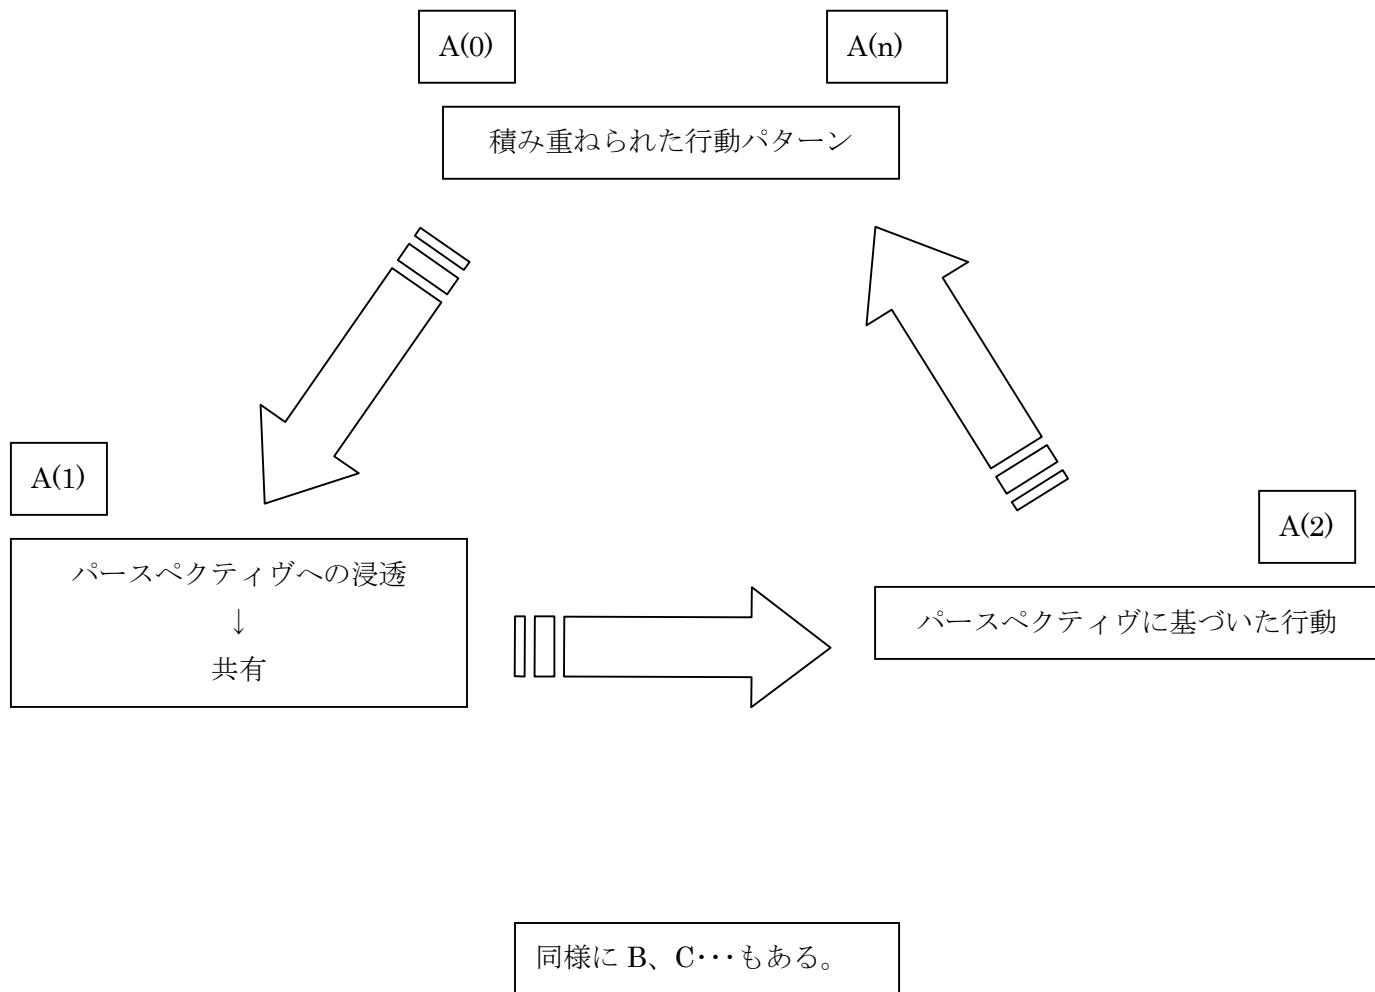 A(0)
A(n)
積み重ねられた行動パターン
A(1)
パースペクティヴへの浸透
↓
共有
A(2)
パースペクティヴに基づいた行動
同様に B、C･･･もある。